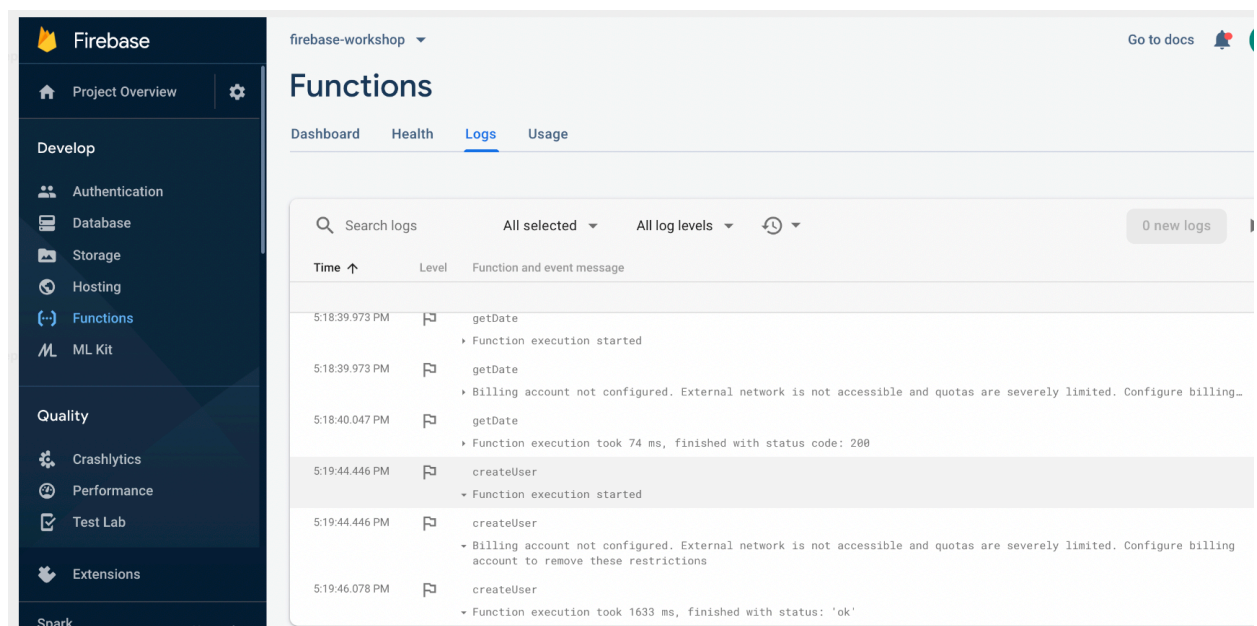 Firebase
Project Overview
Develop
Authentication
Database
Storage
Hosting
Functions
ML Kit
Quality
Crashlytics
Performance
Test Lab
Extensions
Spark
firebase-workshop
Go to docs
Functions
Dashboard Health Logs Usage
Search logs All selected All log levels 0 new logs
Time Level Function and event message
5:18:39.973 PM getDate
Function execution started
5:18:39.973 PM getDate
Billing account not configured. External network is not accessible and quotas are severely limited. Configure billing…
5:18:40.047 PM getDate
Function execution took 74 ms, finished with status code: 200
5:19:44.446 PM createUser
Function execution started
5:19:44.446 PM createUser
Billing account not configured. External network is not accessible and quotas are severely limited. Configure billing
account to remove these restrictions
5:19:46.078 PM createUser
Function execution took 1633 ms, finished with status: 'ok'